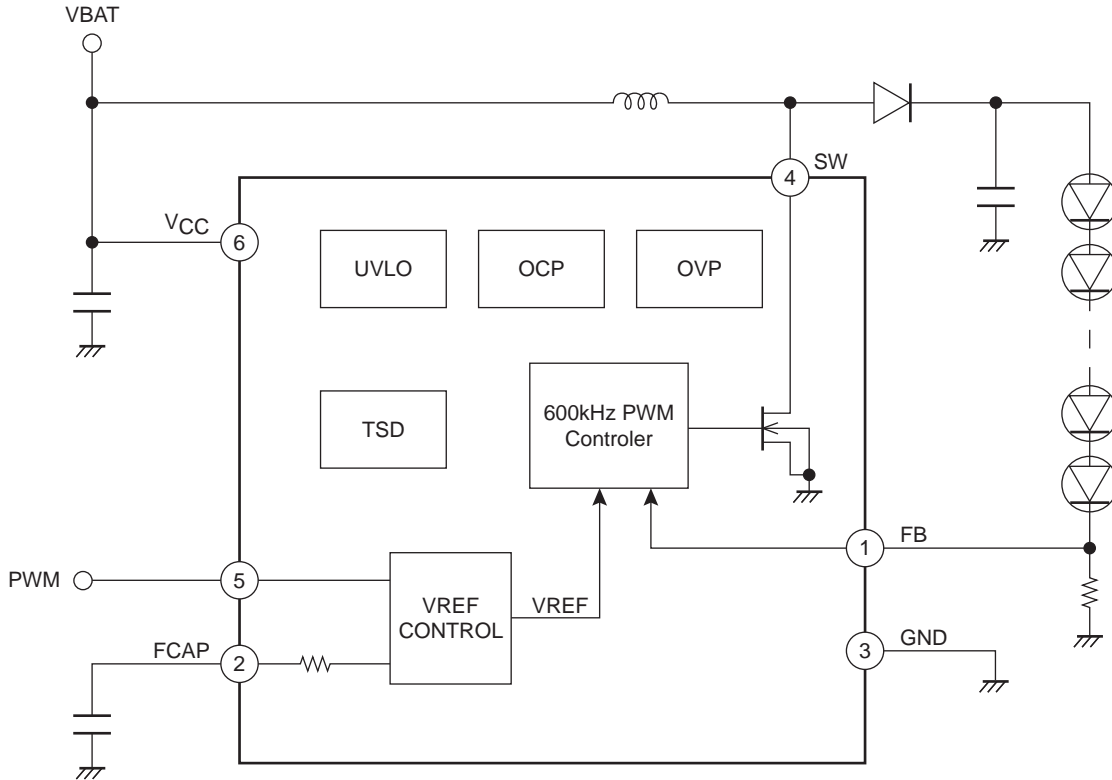 VBAT
SW
4
VCC
6
UVLO
OCP
OVP
TSD
600kHz PWM
Controler
1
FB
PWM
5
VREF
CONTROL
VREF
FCAP
2
3
GND